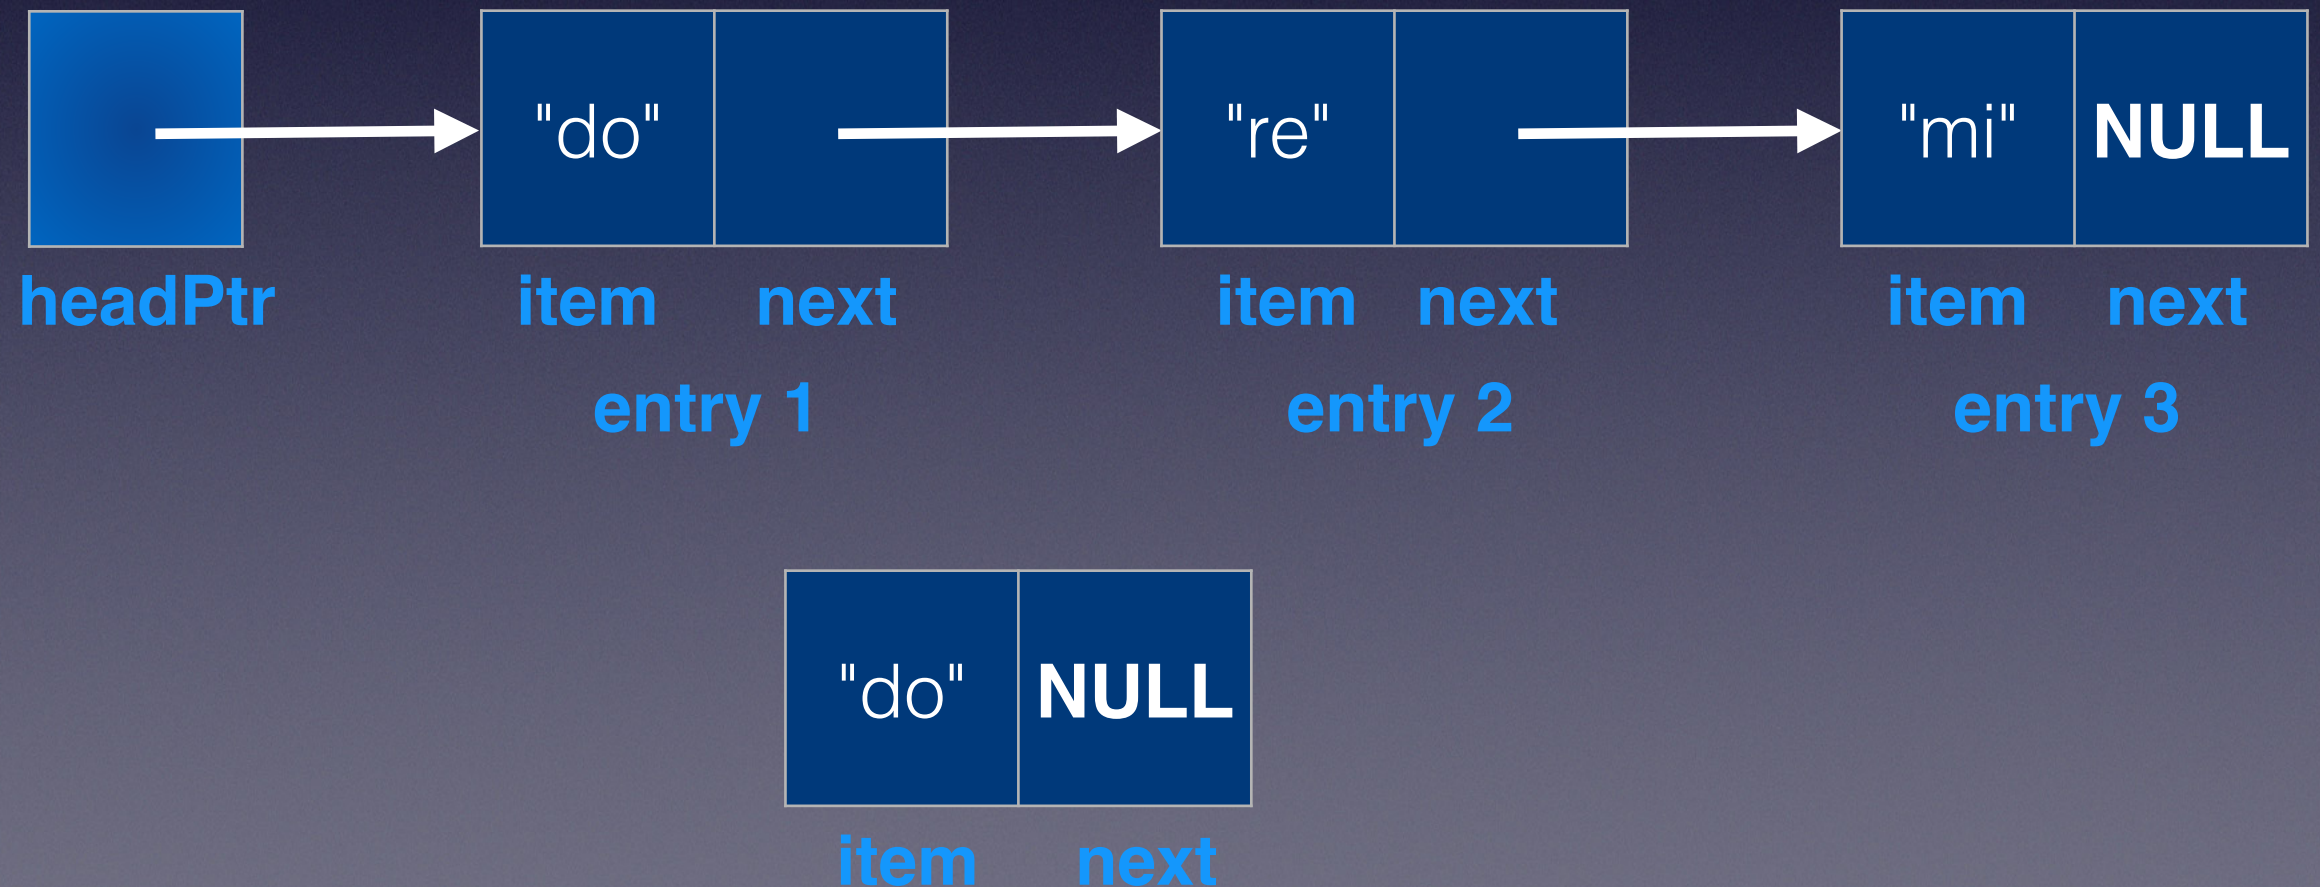 "do" "re" "mi" NULL
headPtr item next item next item next
entry 1 entry 2 entry 3
"do" NULL
item next